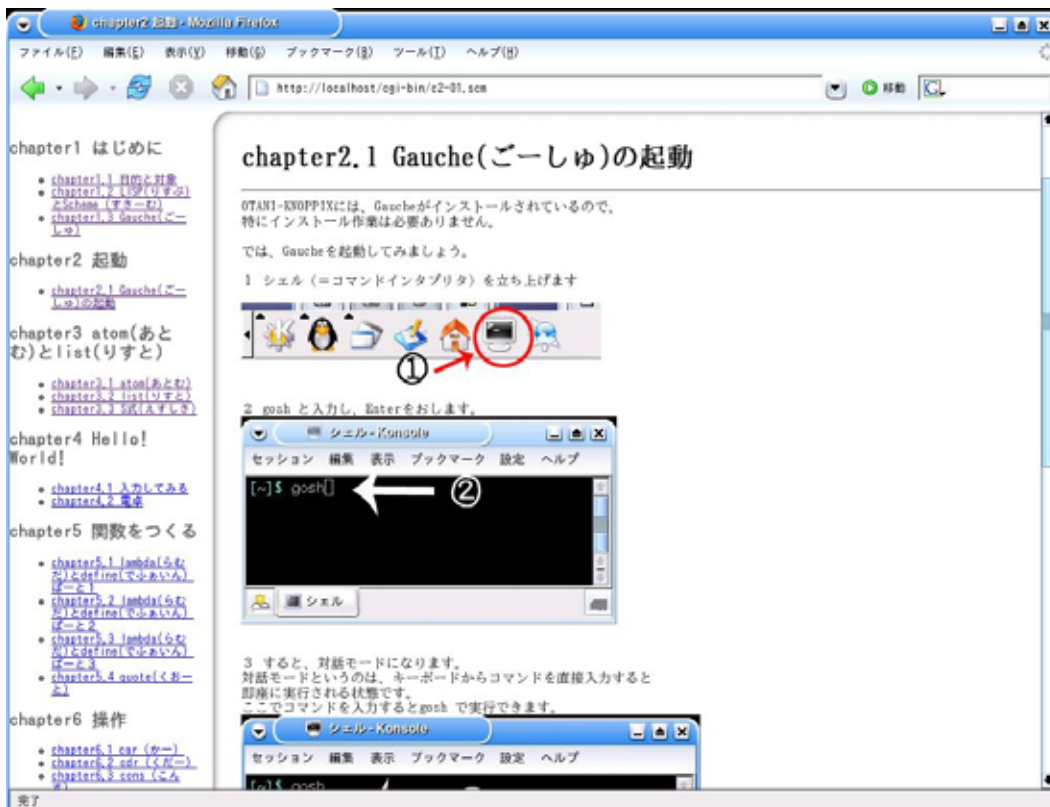 chapter2 起動 - Mozilla Firefox
ファイル(F) 編集(E) 表示(V) 移動(G) ブックマーク(B) ツール(T) ヘルプ(H)
http://localhost/cgi-bin/c2-01.scm 移動
chapter1 はじめに
chapter1.1 目的と対象
chapter1.2 LISP(りすぷ)
とScheme (すきーむ)
chapter1.3 Gauche(ごー
しゅ)
chapter2 起動
chapter2.1 Gauche(ごー
しゅ)の起動
chapter3 atom(あと
む)とlist(りすと)
chapter3.1 atom(あとむ)
chapter3.2 list(りすと)
chapter3.3 S式(えすしき)
chapter4 Hello!
World!
chapter4.1 入力してみる
chapter4.2 電卓
chapter5 関数をつくる
chapter5.1 lambda(らむ
だ)とdefine(でふぁいん)
ぱーと1
chapter5.2 lambda(らむ
だ)とdefine(でふぁいん)
ぱーと2
chapter5.3 lambda(らむ
だ)とdefine(でふぁいん)
ぱーと3
chapter5.4 quote(くおー
と)
chapter6 操作
chapter6.1 car (かー)
chapter6.2 cdr (くだー)
chapter6.3 cons (こん
chapter2.1 Gauche(ごーしゅ)の起動
OTANI-KNOPPIXには、Gaucheがインストールされているので、
特にインストール作業は必要ありません。
では、Gaucheを起動してみましょう。
1 シェル (=コマンドインタプリタ) を立ち上げます
①
2 gosh と入力し、Enterをおします。
シェル - Konsole
セッション 編集 表示 ブックマーク 設定 ヘルプ
[~]$ gosh ②
シェル
3 すると、対話モードになります。
対話モードというのは、キーボードからコマンドを直接入力すると
即座に実行される状態です。
ここでコマンドを入力するとgosh で実行できます。
シェル - Konsole
セッション 編集 表示 ブックマーク 設定 ヘルプ
[~]$ gosh
完了